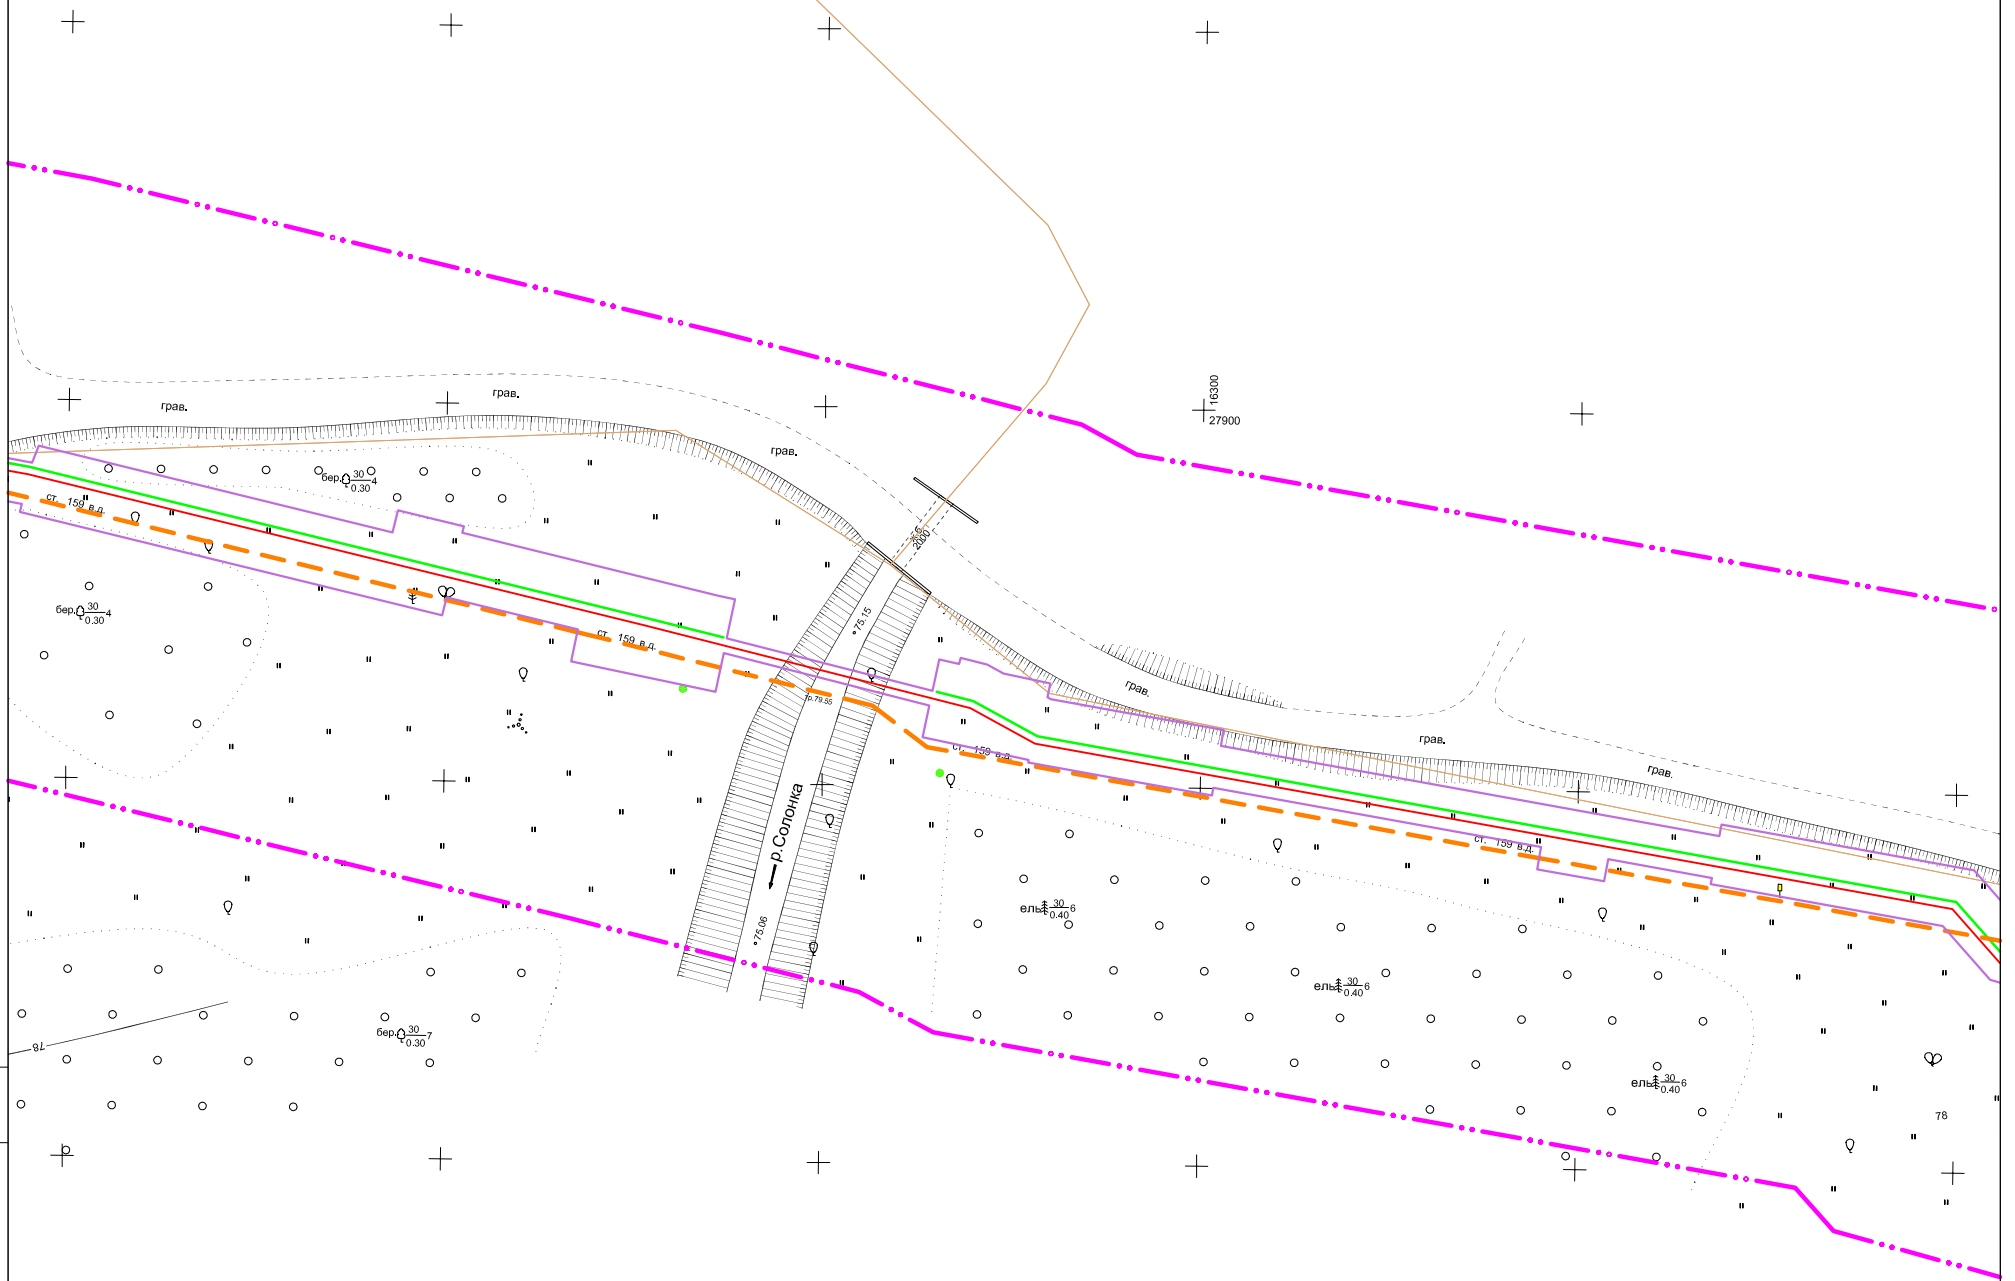 16300
27900
грав.
грав.
грав.
ст. 159 в.д.
бер. 30 4
0.30
ж.б.
2000
бер. 30 4
0.30
75.15
ст. 159 в.д.
Тр.79.55
грав.
грав.
грав.
ст. 159 в.д.
р.Солонка
ст. 159 в.д.
75.06
ель 30 6
0.40
ель 30 6
0.40
бер. 30 7
0.30
78
ель 30 6
0.40
78